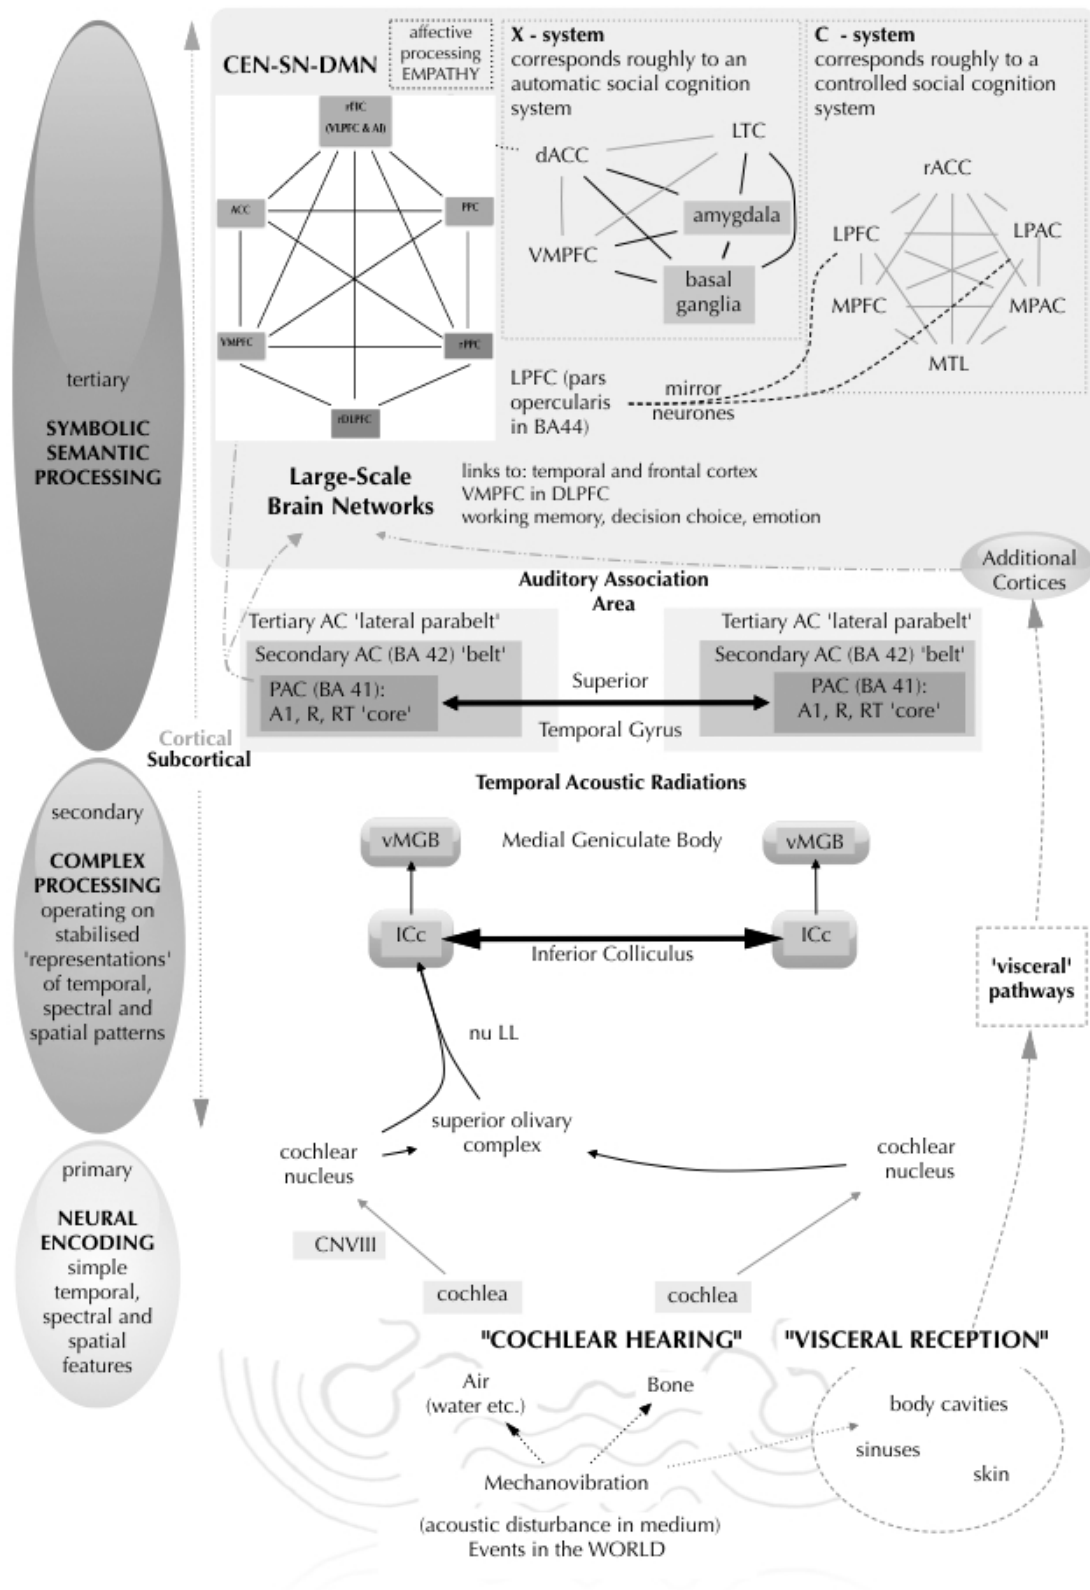 affective
processing
EMPATHY
CEN-SN-DMN
rfIC
(VLPFC & AI)
ACC
PPC
VMPFC
rPPC
rDLPFC
X - system
corresponds roughly to an
automatic social cognition
system
LTC
dACC
amygdala
VMPFC
basal
ganglia
C - system
corresponds roughly to a
controlled social cognition
system
rACC
LPFC
LPAC
MPFC
MPAC
MTL
LPFC (pars
opercularis
in BA44)
mirror
neurones
tertiary
SYMBOLIC
SEMANTIC
PROCESSING
Large-Scale
Brain Networks
links to: temporal and frontal cortex
VMPFC in DLPFC
working memory, decision choice, emotion
Additional
Cortices
Auditory Association
Area
Tertiary AC 'lateral parabelt'
Secondary AC (BA 42) 'belt'
PAC (BA 41):
A1, R, RT 'core'
Superior
Temporal Gyrus
Tertiary AC 'lateral parabelt'
Secondary AC (BA 42) 'belt'
PAC (BA 41):
A1, R, RT 'core'
Cortical
Subcortical
Temporal Acoustic Radiations
secondary
COMPLEX
PROCESSING
operating on
stabilised
'representations'
of temporal,
spectral and
spatial patterns
vMGB
Medial Geniculate Body
vMGB
ICc
Inferior Colliculus
ICc
'visceral'
pathways
nu LL
superior olivary
complex
cochlear
nucleus
cochlear
nucleus
primary
NEURAL
ENCODING
simple
temporal,
spectral and
spatial
features
CNVIII
cochlea
cochlea
"COCHLEAR HEARING"
"VISCERAL RECEPTION"
Air
(water etc.)
Bone
body cavities
sinuses
skin
Mechanovibration
(acoustic disturbance in medium)
Events in the WORLD